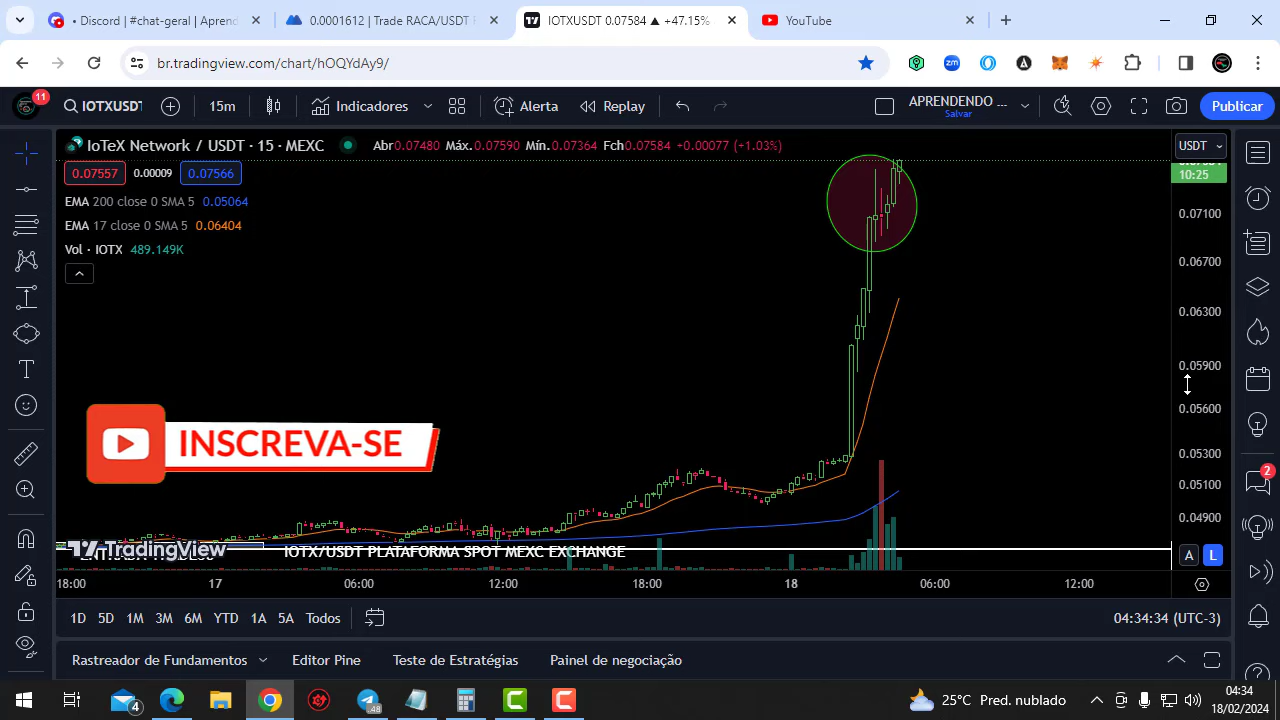 • Discord | #chat-geral | Aprend
0.0001612 | Trade RACA/USDT
IOTXUSDT 0.07584 ▲ +47.15%
YouTube
br.tradingview.com/chart/hOQYdAy9/
11
IOTXUSDT
15m
Indicadores
Alerta
Replay
APRENDENDO ...
Salvar
Publicar
IoTeX Network / USDT · 15 · MEXC
Abr0.07480 Máx.0.07590 Mín.0.07364 Fch0.07584 +0.00077 (+1.03%)
USDT
0.07557
0.00009
0.07566
10:25
EMA 200 close 0 SMA 5 0.05064
EMA 17 close 0 SMA 5 0.06404
Vol · IOTX 489.149K
0.07100
0.06700
0.06300
0.05900
0.05600
0.05300
0.05100
0.04900
INSCREVA-SE
2
TradingView
IOTX/USDT PLATAFORMA SPOT MEXC EXCHANGE
A
L
18:00
17
06:00
12:00
18:00
18
06:00
12:00
1D
5D
1M
3M
6M
YTD
1A
5A
Todos
04:34:34 (UTC-3)
Rastreador de Fundamentos
Editor Pine
Teste de Estratégias
Painel de negociação
4
48
25°C Pred. nublado
04:34
18/02/2024